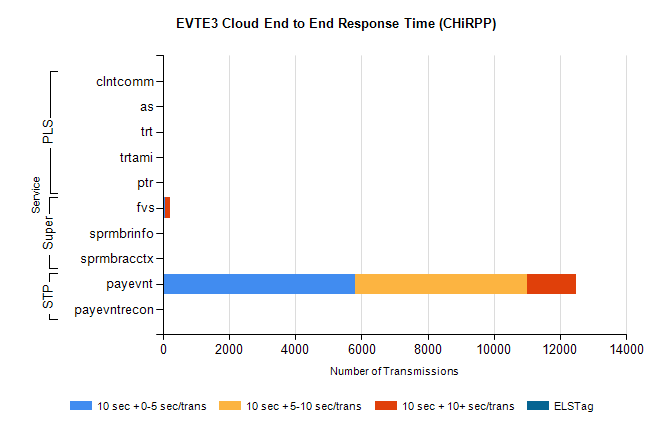 EVTE3 Cloud End to End Response Time (CHiRPP)
Service
PLS
clntcomm
as
trt
trtami
ptr
Super
fvs
sprmbrinfo
sprmbracctx
STP
payevnt
payevntrecon
0 2000 4000 6000 8000 10000 12000 14000
Number of Transmissions
10 sec +0-5 sec/trans 10 sec +5-10 sec/trans 10 sec + 10+ sec/trans ELSTag